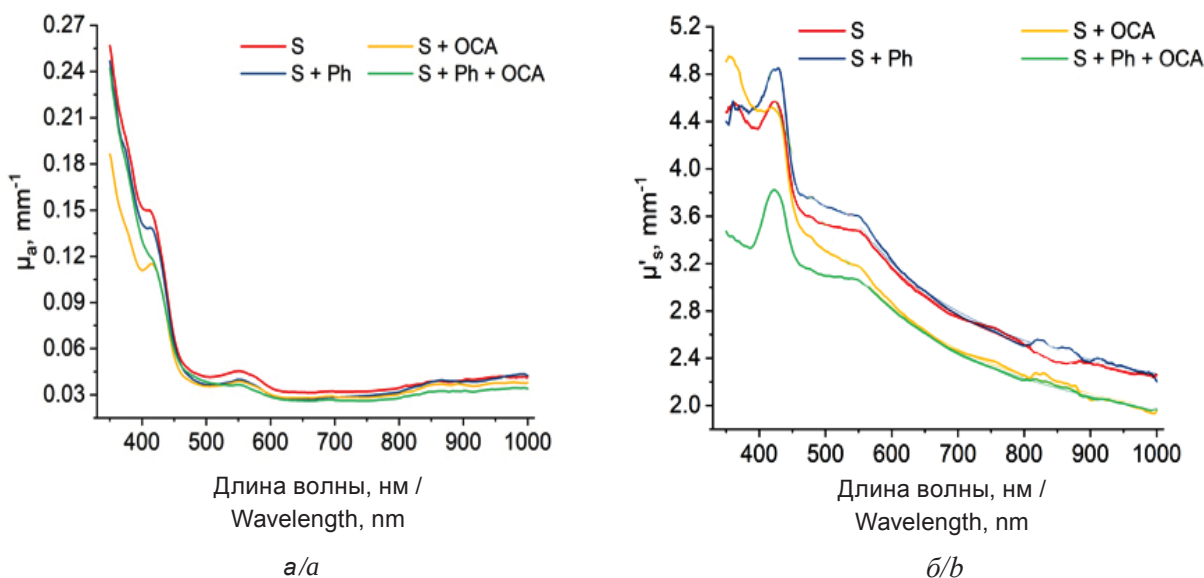 0.27
0.24
0.21
0.18
0.15
0.12
0.09
0.06
0.03
μa, mm-1
S
S + OCA
S + Ph
S + Ph + OCA
400 500 600 700 800 900 1000
Длина волны, нм /
Wavelength, nm
а/a
5.2
4.8
4.4
4.0
3.6
3.2
2.8
2.4
2.0
μ's, mm-1
S
S + OCA
S + Ph
S + Ph + OCA
400 500 600 700 800 900 1000
Длина волны, нм /
Wavelength, nm
б/b